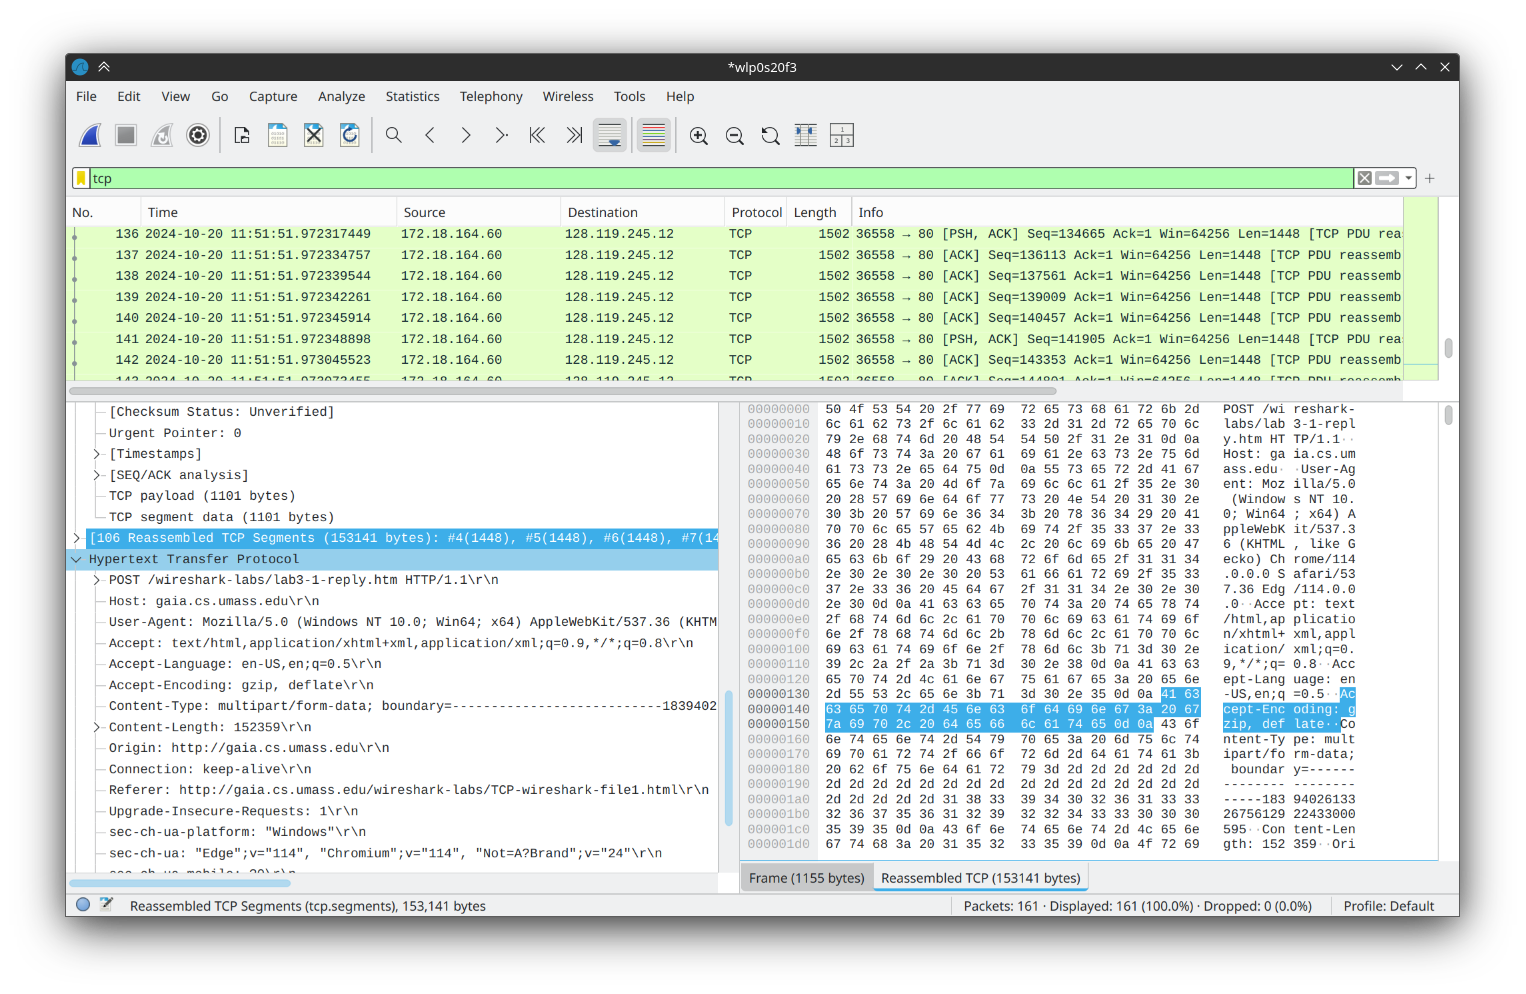 *wlp0s20f3
File Edit View Go Capture Analyze Statistics Telephony Wireless Tools Help
tcp
No. Time Source Destination Protocol Length Info
136 2024-10-20 11:51:51.972317449 172.18.164.60 128.119.245.12 TCP 1502 36558 → 80 [PSH, ACK] Seq=134665 Ack=1 Win=64256 Len=1448 [TCP PDU reas
137 2024-10-20 11:51:51.972334757 172.18.164.60 128.119.245.12 TCP 1502 36558 → 80 [ACK] Seq=136113 Ack=1 Win=64256 Len=1448 [TCP PDU reassemb
138 2024-10-20 11:51:51.972339544 172.18.164.60 128.119.245.12 TCP 1502 36558 → 80 [ACK] Seq=137561 Ack=1 Win=64256 Len=1448 [TCP PDU reassemb
139 2024-10-20 11:51:51.972342261 172.18.164.60 128.119.245.12 TCP 1502 36558 → 80 [ACK] Seq=139009 Ack=1 Win=64256 Len=1448 [TCP PDU reassemb
140 2024-10-20 11:51:51.972345914 172.18.164.60 128.119.245.12 TCP 1502 36558 → 80 [ACK] Seq=140457 Ack=1 Win=64256 Len=1448 [TCP PDU reassemb
141 2024-10-20 11:51:51.972348898 172.18.164.60 128.119.245.12 TCP 1502 36558 → 80 [PSH, ACK] Seq=141905 Ack=1 Win=64256 Len=1448 [TCP PDU reas
142 2024-10-20 11:51:51.973045523 172.18.164.60 128.119.245.12 TCP 1502 36558 → 80 [ACK] Seq=143353 Ack=1 Win=64256 Len=1448 [TCP PDU reassemb
[Checksum Status: Unverified]
Urgent Pointer: 0
[Timestamps]
[SEQ/ACK analysis]
TCP payload (1101 bytes)
TCP segment data (1101 bytes)
[106 Reassembled TCP Segments (153141 bytes): #4(1448), #5(1448), #6(1448), #7(14
Hypertext Transfer Protocol
POST /wireshark-labs/lab3-1-reply.htm HTTP/1.1\r\n
Host: gaia.cs.umass.edu\r\n
User-Agent: Mozilla/5.0 (Windows NT 10.0; Win64; x64) AppleWebKit/537.36 (KHTM
Accept: text/html,application/xhtml+xml,application/xml;q=0.9,*/*;q=0.8\r\n
Accept-Language: en-US,en;q=0.5\r\n
Accept-Encoding: gzip, deflate\r\n
Content-Type: multipart/form-data; boundary=---------------------------1839402
Content-Length: 152359\r\n
Origin: http://gaia.cs.umass.edu\r\n
Connection: keep-alive\r\n
Referer: http://gaia.cs.umass.edu/wireshark-labs/TCP-wireshark-file1.html\r\n
Upgrade-Insecure-Requests: 1\r\n
sec-ch-ua-platform: "Windows"\r\n
sec-ch-ua: "Edge";v="114", "Chromium";v="114", "Not=A?Brand";v="24"\r\n
00000000 50 4f 53 54 20 2f 77 69 72 65 73 68 61 72 6b 2d POST /wi reshark-
00000010 6c 61 62 73 2f 6c 61 62 33 2d 31 2d 72 65 70 6c labs/lab 3-1-repl
00000020 79 2e 68 74 6d 20 48 54 54 50 2f 31 2e 31 0d 0a y.htm HT TP/1.1··
00000030 48 6f 73 74 3a 20 67 61 69 61 2e 63 73 2e 75 6d Host: ga ia.cs.um
00000040 61 73 73 2e 65 64 75 0d 0a 55 73 65 72 2d 41 67 ass.edu· ·User-Ag
00000050 65 6e 74 3a 20 4d 6f 7a 69 6c 6c 61 2f 35 2e 30 ent: Moz illa/5.0
00000060 20 28 57 69 6e 64 6f 77 73 20 4e 54 20 31 30 2e (Window s NT 10.
00000070 30 3b 20 57 69 6e 36 34 3b 20 78 36 34 29 20 41 0; Win64 ; x64) A
00000080 70 70 6c 65 57 65 62 4b 69 74 2f 35 33 37 2e 33 ppleWebK it/537.3
00000090 36 20 28 4b 48 54 4d 4c 2c 20 6c 69 6b 65 20 47 6 (KHTML , like G
000000a0 65 63 6b 6f 29 20 43 68 72 6f 6d 65 2f 31 31 34 ecko) Ch rome/114
000000b0 2e 30 2e 30 2e 30 20 53 61 66 61 72 69 2f 35 33 .0.0.0 S afari/53
000000c0 37 2e 33 36 20 45 64 67 2f 31 31 34 2e 30 2e 30 7.36 Edg /114.0.0
000000d0 2e 30 0d 0a 41 63 63 65 70 74 3a 20 74 65 78 74 .0··Acce pt: text
000000e0 2f 68 74 6d 6c 2c 61 70 70 6c 69 63 61 74 69 6f /html,ap plicatio
000000f0 6e 2f 78 68 74 6d 6c 2b 78 6d 6c 2c 61 70 70 6c n/xhtml+ xml,appl
00000100 69 63 61 74 69 6f 6e 2f 78 6d 6c 3b 71 3d 30 2e ication/ xml;q=0.
00000110 39 2c 2a 2f 2a 3b 71 3d 30 2e 38 0d 0a 41 63 63 9,*/*;q= 0.8··Acc
00000120 65 70 74 2d 4c 61 6e 67 75 61 67 65 3a 20 65 6e ept-Lang uage: en
00000130 2d 55 53 2c 65 6e 3b 71 3d 30 2e 35 0d 0a 41 63 -US,en;q =0.5··Ac
00000140 63 65 70 74 2d 45 6e 63 6f 64 69 6e 67 3a 20 67 cept-Enc oding: g
00000150 7a 69 70 2c 20 64 65 66 6c 61 74 65 0d 0a 43 6f zip, def late··Co
00000160 6e 74 65 6e 74 2d 54 79 70 65 3a 20 6d 75 6c 74 ntent-Ty pe: mult
00000170 69 70 61 72 74 2f 66 6f 72 6d 2d 64 61 74 61 3b ipart/fo rm-data;
00000180 20 62 6f 75 6e 64 61 72 79 3d 2d 2d 2d 2d 2d 2d boundar y=------
00000190 2d 2d 2d 2d 2d 2d 2d 2d 2d 2d 2d 2d 2d 2d 2d 2d -------- --------
000001a0 2d 2d 2d 2d 2d 31 38 33 39 34 30 32 36 31 33 33 -----183 94026133
000001b0 32 36 37 35 36 31 32 39 32 32 34 33 33 30 30 30 26756129 22433000
000001c0 35 39 35 0d 0a 43 6f 6e 74 65 6e 74 2d 4c 65 6e 595··Con tent-Len
000001d0 67 74 68 3a 20 31 35 32 33 35 39 0d 0a 4f 72 69 gth: 152 359··Ori
Frame (1155 bytes) Reassembled TCP (153141 bytes)
Reassembled TCP Segments (tcp.segments), 153,141 bytes Packets: 161 · Displayed: 161 (100.0%) · Dropped: 0 (0.0%) Profile: Default